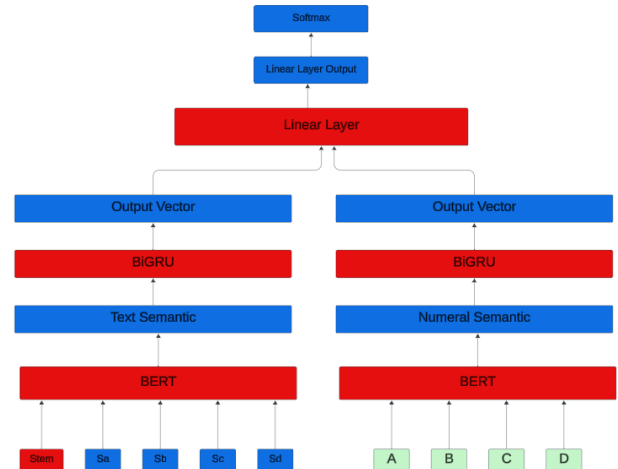 Softmax
Linear Layer Output
Linear Layer
Output Vector
Output Vector
BiGRU
BiGRU
Text Semantic
Numeral Semantic
BERT
BERT
Stem
Sa
Sb
Sc
Sd
A
B
C
D